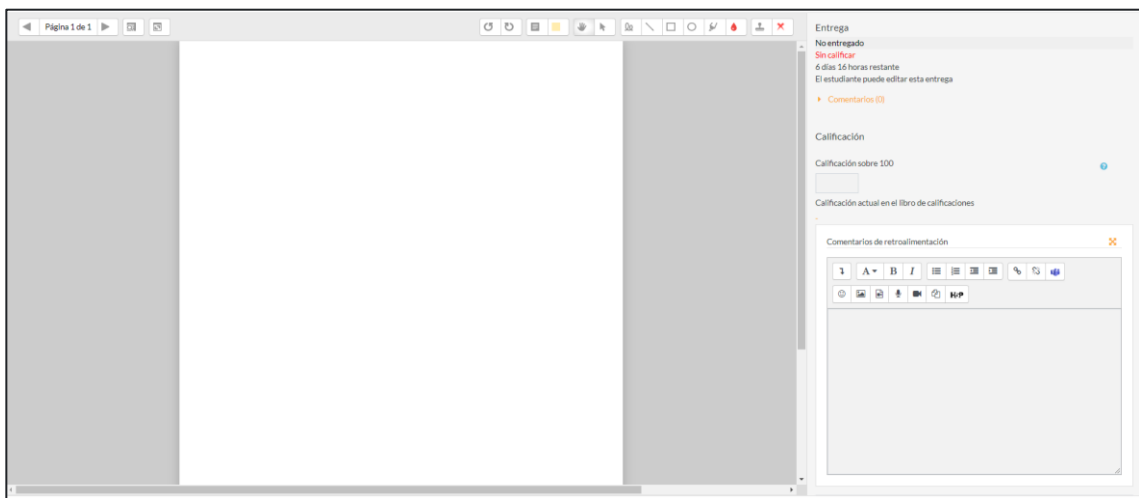 Página 1 de 1
Entrega
No entregado
Sin calificar
6 días 16 horas restante
El estudiante puede editar esta entrega
Comentarios (0)
Calificación
Calificación sobre 100
Calificación actual en el libro de calificaciones
-
Comentarios de retroalimentación
A B I
H-P